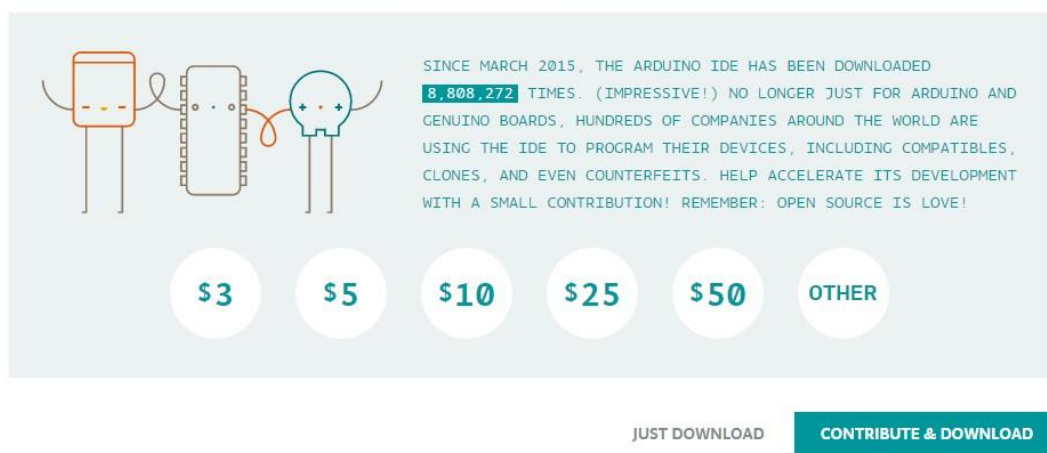 SINCE MARCH 2015, THE ARDUINO IDE HAS BEEN DOWNLOADED
8,808,272 TIMES. (IMPRESSIVE!) NO LONGER JUST FOR ARDUINO AND
GENUINO BOARDS, HUNDREDS OF COMPANIES AROUND THE WORLD ARE
USING THE IDE TO PROGRAM THEIR DEVICES, INCLUDING COMPATIBLES,
CLONES, AND EVEN COUNTERFEITS. HELP ACCELERATE ITS DEVELOPMENT
WITH A SMALL CONTRIBUTION! REMEMBER: OPEN SOURCE IS LOVE!
$3 $5 $10 $25 $50 OTHER
JUST DOWNLOAD CONTRIBUTE & DOWNLOAD